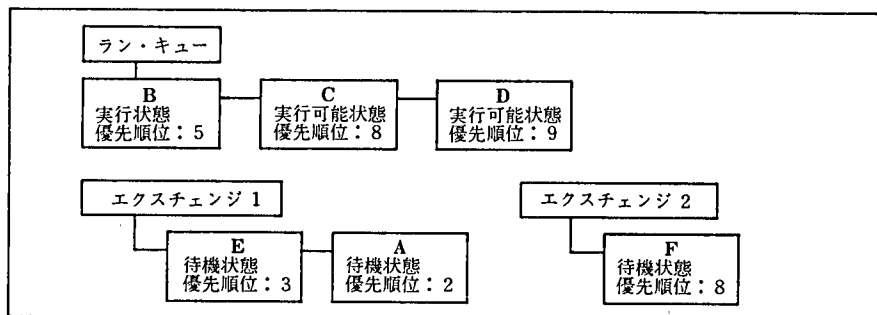 ラン・キュー
B
実行状態
優先順位：5
C
実行可能状態
優先順位：8
D
実行可能状態
優先順位：9
エクスチェンジ 1
E
待機状態
優先順位：3
A
待機状態
優先順位：2
エクスチェンジ 2
F
待機状態
優先順位：8